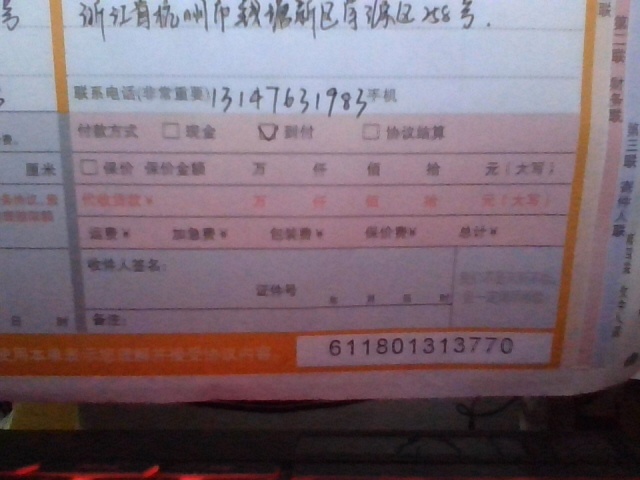 号
浙江省杭州市钱塘新区 258号.
联系电话(非常重要) 13147631983 手机
付款方式 现金 到付 协议结算
厘米 保价 保价金额 万 仟 佰 拾 元(大写)
代收货款¥ 万 仟 佰 拾 元(大写)
运费¥ 加急费¥ 包装费¥ 保价费¥ 总计¥
收件人签名:
证件号 年 月 日 时
日 时 备注:
611801313770
联
第二联
财务联
第三联
寄件人联